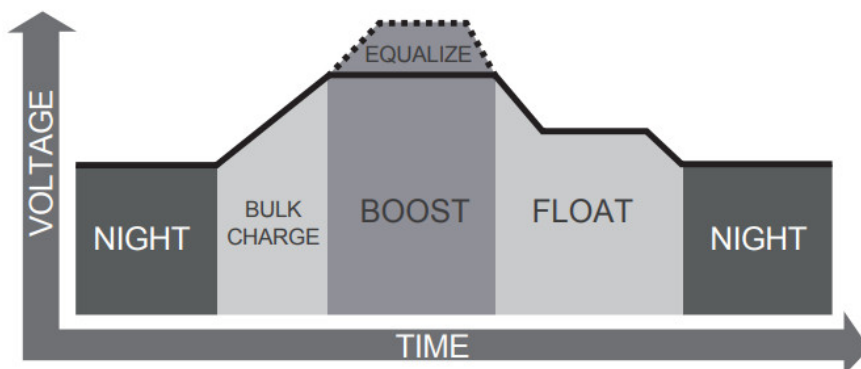 VOLTAGE
EQUALIZE
NIGHT
BULK
CHARGE
BOOST
FLOAT
NIGHT
TIME